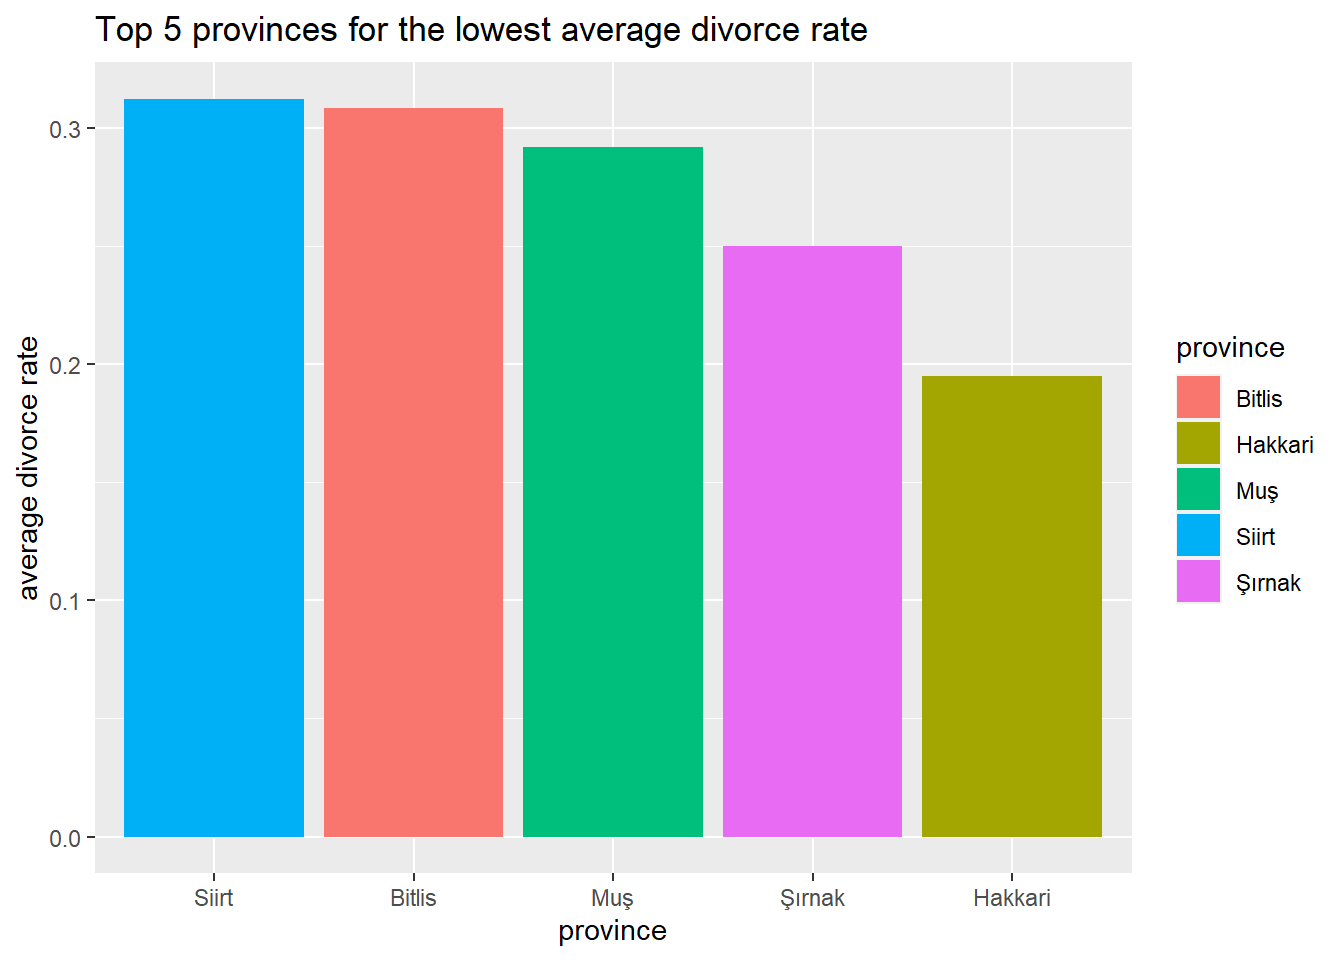 Top 5 provinces for the lowest average divorce rate
average divorce rate
0.3
0.2
0.1
0.0
Siirt
Bitlis
Muş
Şırnak
Hakkari
province
province
Bitlis
Hakkari
Muş
Siirt
Şırnak